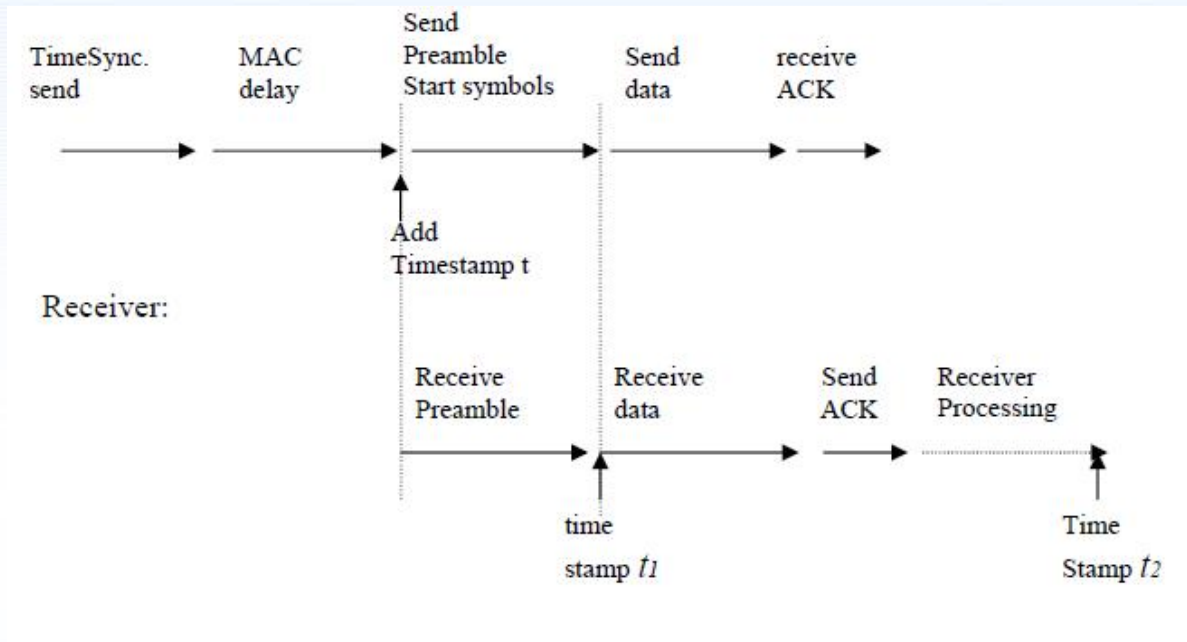 TimeSync.
send
MAC
delay
Send
Preamble
Start symbols
Send
data
receive
ACK
Add
Timestamp t
Receiver:
Receive
Preamble
Receive
data
Send
ACK
Receiver
Processing
time
stamp t1
Time
Stamp t2